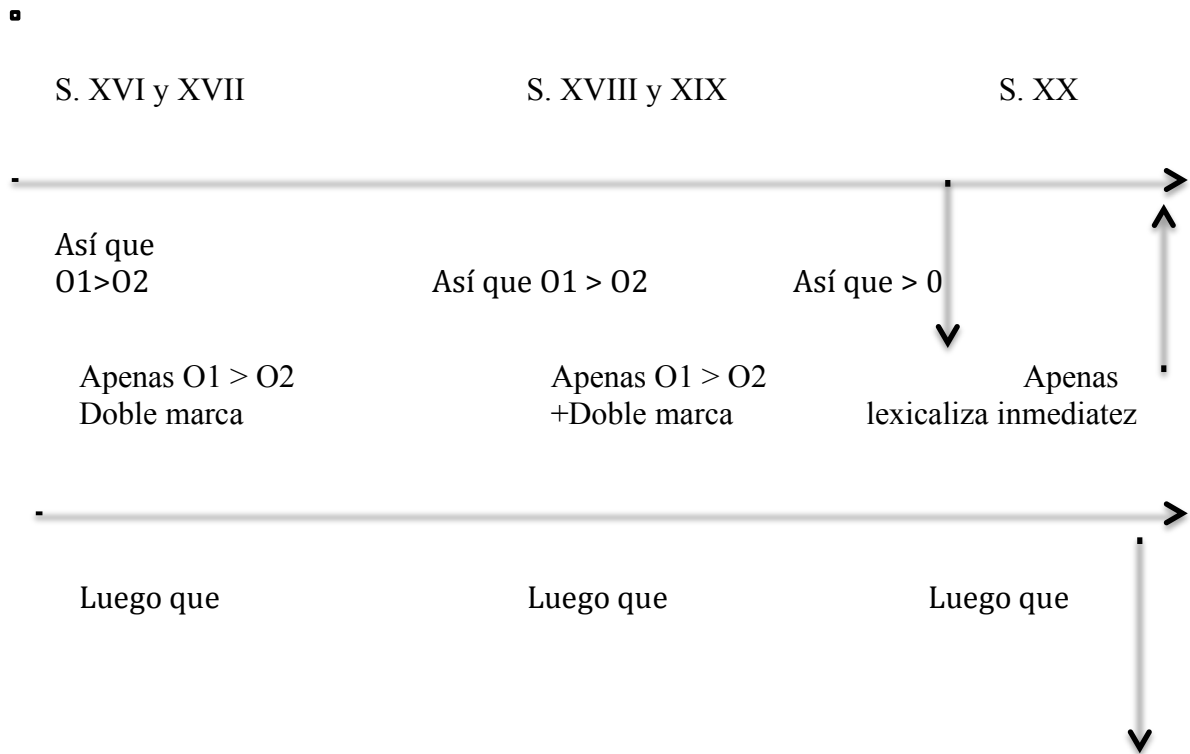 S. XVI y XVII S. XVIII y XIX S. XX
Así que
O1>O2 Así que O1 > O2 Así que > 0
Apenas O1 > O2 Apenas O1 > O2 Apenas
Doble marca +Doble marca lexicaliza inmediatez
Luego que Luego que Luego que